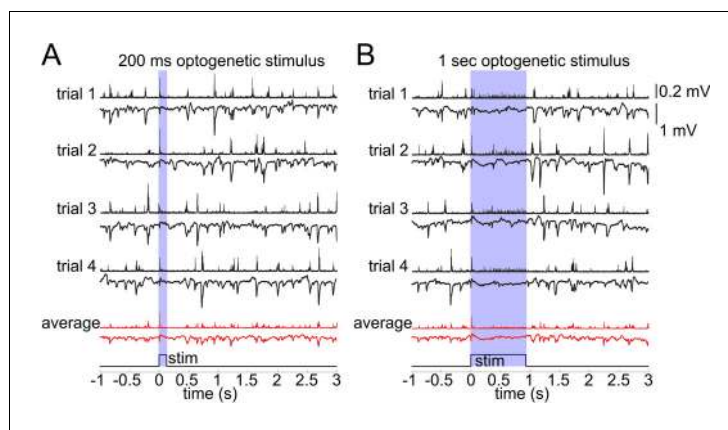 A
200 ms optogenetic stimulus
trial 1
trial 2
trial 3
trial 4
average
stim
-1 -0.5 0 0.5 1 1.5 2 2.5 3
time (s)
B
1 sec optogenetic stimulus
trial 1
0.2 mV
1 mV
trial 2
trial 3
trial 4
average
stim
-1 -0.5 0 0.5 1 1.5 2 2.5 3
time (s)